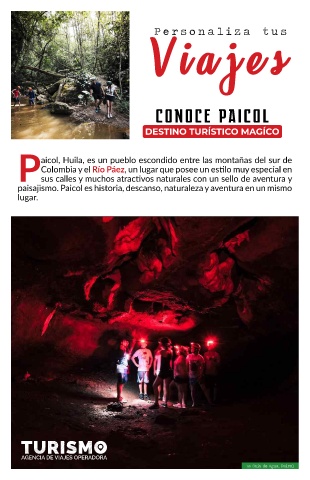 Personaliza tus
Viajes
CONOCE PAICOL
DESTINO TURÍSTICO MAGÍCO
Paicol, Huila, es un pueblo escondido entre las montañas del sur de
Colombia y el Río Páez, un lugar que posee un estilo muy especial en
sus calles y muchos atractivos naturales con un sello de aventura y
paisajismo. Paicol es historia, descanso, naturaleza y aventura en un mismo
lugar.
TURISMO
AGENCIA DE VIAJES OPERADORA